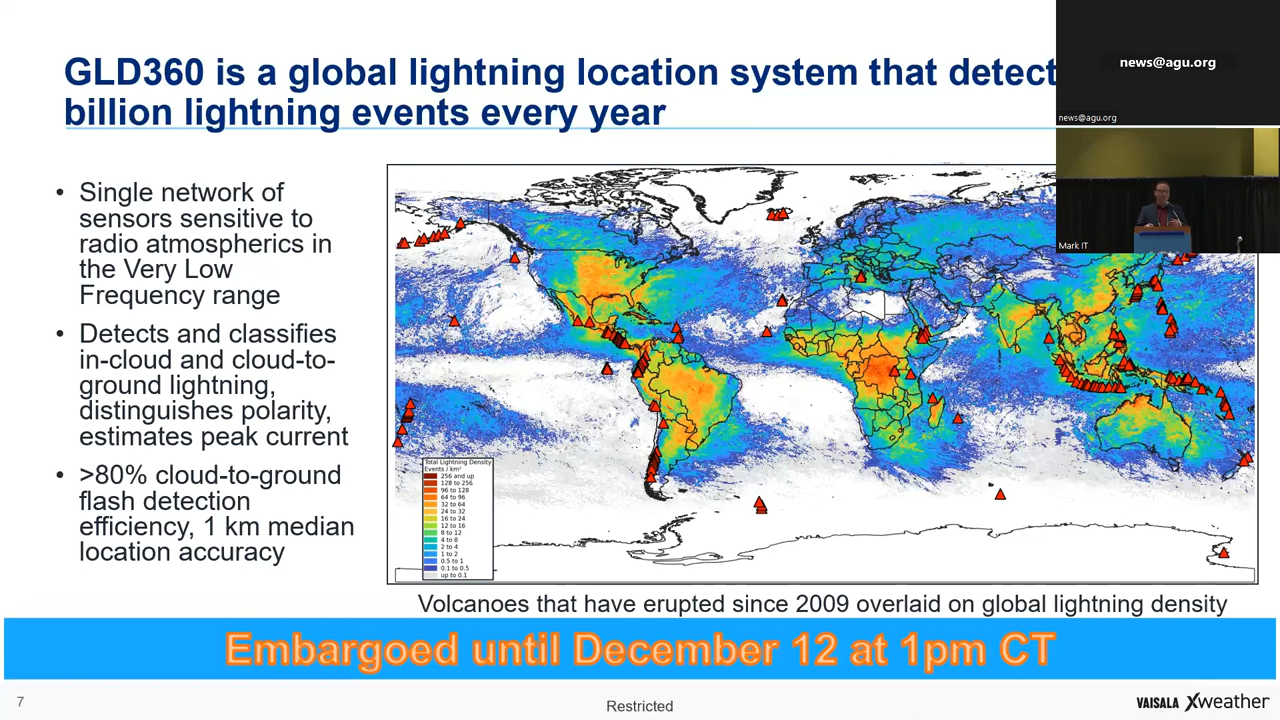 GLD360 is a global lightning location system that detect
billion lightning events every year
news@agu.org
news@agu.org
Mark IT
• Single network of
sensors sensitive to
radio atmospherics in
the Very Low
Frequency range
• Detects and classifies
in-cloud and cloud-to-
ground lightning,
distinguishes polarity,
estimates peak current
• >80% cloud-to-ground
flash detection
efficiency, 1 km median
location accuracy
Total Lightning Density
Events / km²
256 and up
128 to 256
96 to 128
64 to 96
32 to 64
24 to 32
16 to 24
12 to 16
8 to 12
4 to 8
2 to 4
1 to 2
0.5 to 1
0.1 to 0.5
up to 0.1
Volcanoes that have erupted since 2009 overlaid on global lightning density
Embargoed until December 12 at 1pm CT
7
Restricted
VAISALA Xweather